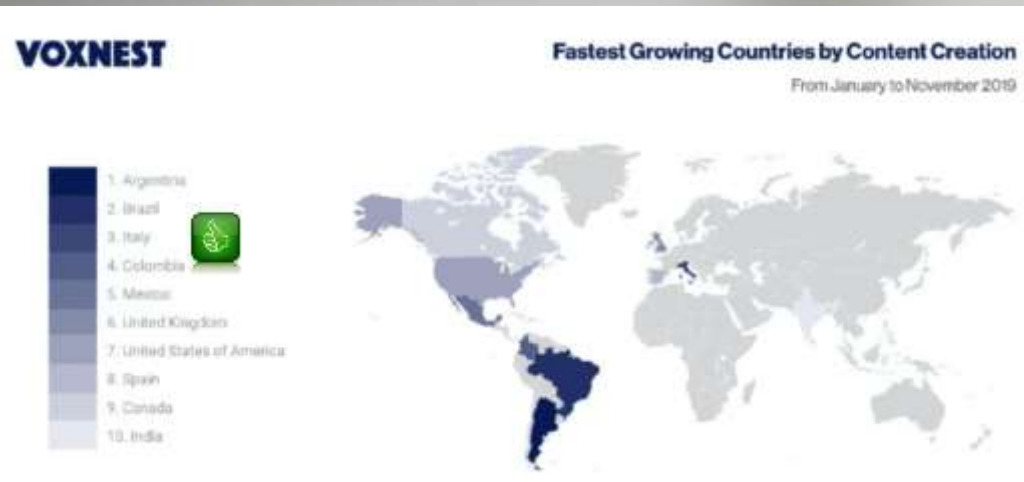 VOXNEST
Fastest Growing Countries by Content Creation
From January to November 2019
1. Argentina
2. Brazil
3. Italy
4. Colombia
5. Mexico
6. United Kingdom
7. United States of America
8. Spain
9. Canada
10. India